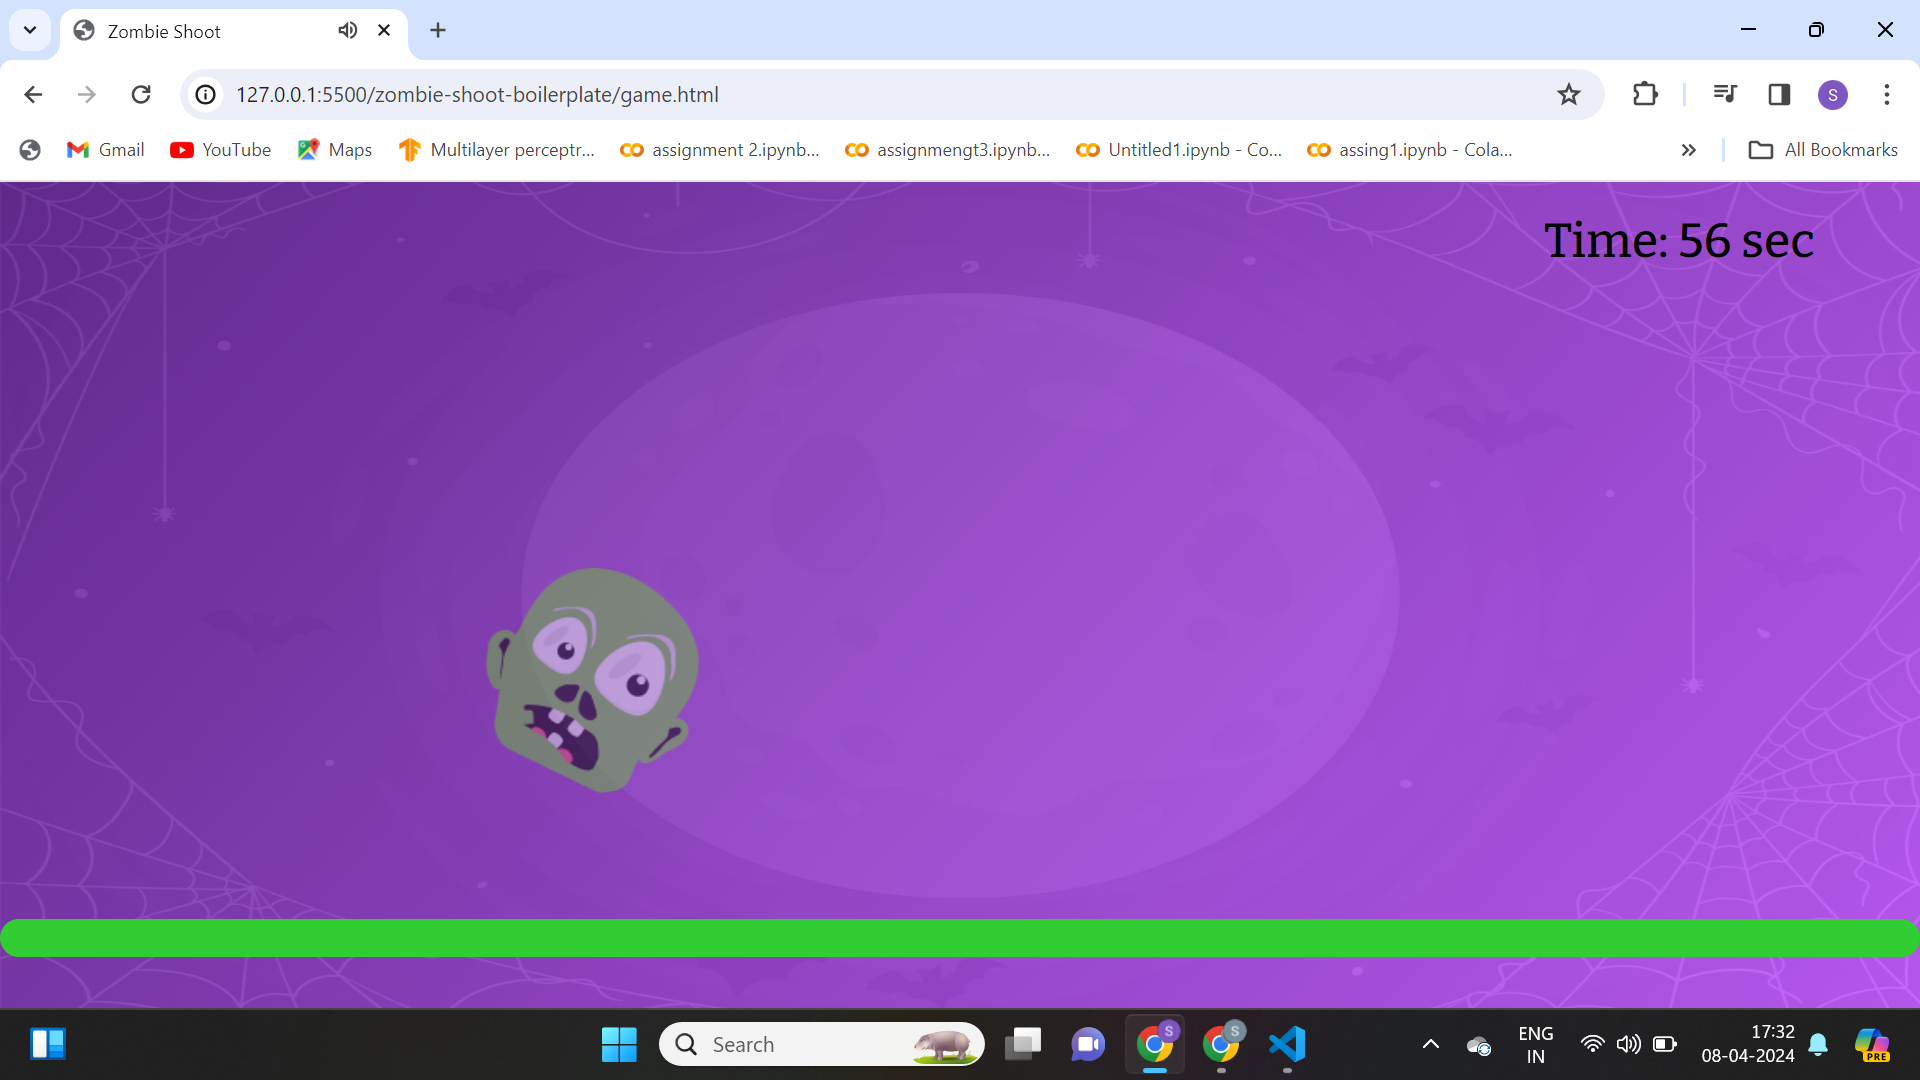 Zombie Shoot
127.0.0.1:5500/zombie-shoot-boilerplate/game.html
S
Gmail
YouTube
Maps
Multilayer perceptr...
assignment 2.ipynb...
assignmengt3.ipynb...
Untitled1.ipynb - Co...
assing1.ipynb - Cola...
All Bookmarks
Time: 56 sec
Search
S
S
ENG
IN
17:32
08-04-2024
PRE